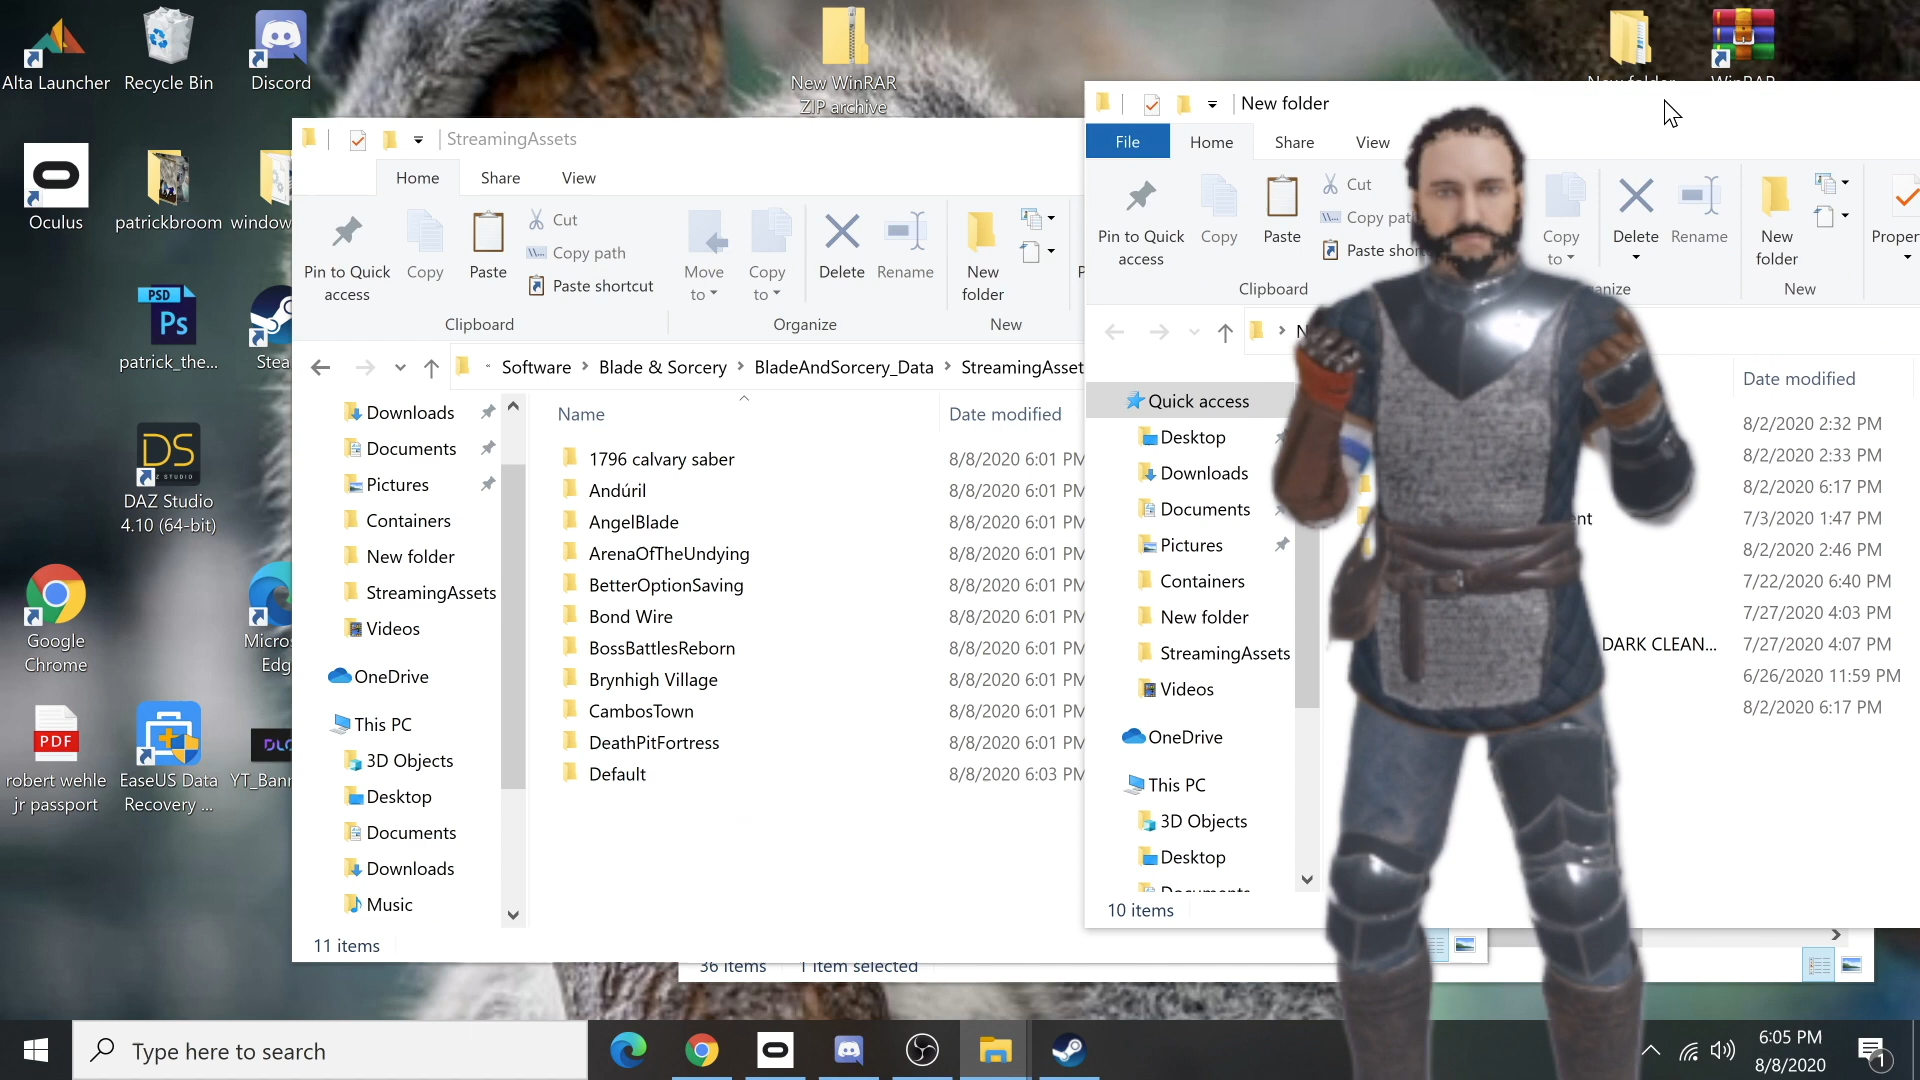 Alta Launcher
Recycle Bin
Discord
New WinRAR
ZIP archive
Oculus
patrickbroom
window
PSD
Ps
patrick_the...
Stea
DS
DAZ Studio
4.10 (64-bit)
Google
Chrome
Micros
Edg
PDF
robert wehle
jr passport
EaseUS Data
Recovery ...
YT_Bann
StreamingAssets
Home
Share
View
Pin to Quick
access
Copy
Paste
Cut
Copy path
Paste shortcut
Move
to
Copy
to
Delete
Rename
New
folder
Clipboard
Organize
New
Software > Blade & Sorcery > BladeAndSorcery_Data > StreamingAsset
Downloads
Documents
Pictures
Containers
New folder
StreamingAssets
Videos
OneDrive
This PC
3D Objects
Desktop
Documents
Downloads
Music
Name
Date modified
1796 calvary saber 8/8/2020 6:01 PM
Andúril 8/8/2020 6:01 PM
AngelBlade 8/8/2020 6:01 PM
ArenaOfTheUndying 8/8/2020 6:01 PM
BetterOptionSaving 8/8/2020 6:01 PM
Bond Wire 8/8/2020 6:01 PM
BossBattlesReborn 8/8/2020 6:01 PM
Brynhigh Village 8/8/2020 6:01 PM
CambosTown 8/8/2020 6:01 PM
DeathPitFortress 8/8/2020 6:01 PM
Default 8/8/2020 6:03 PM
11 items
36 items 1 item selected
New folder
File
Home
Share
View
Pin to Quick
access
Copy
Paste
Cut
Copy pat
Paste shor
Copy
to
Delete
Rename
New
folder
Proper
Clipboard
anize
New
Quick access
Desktop
Downloads
Documents
Pictures
Containers
New folder
StreamingAssets
Videos
OneDrive
This PC
3D Objects
Desktop
Date modified
8/2/2020 2:32 PM
8/2/2020 2:33 PM
8/2/2020 6:17 PM
nt 7/3/2020 1:47 PM
8/2/2020 2:46 PM
7/22/2020 6:40 PM
7/27/2020 4:03 PM
DARK CLEAN... 7/27/2020 4:07 PM
6/26/2020 11:59 PM
8/2/2020 6:17 PM
10 items
Type here to search
6:05 PM
8/8/2020
1